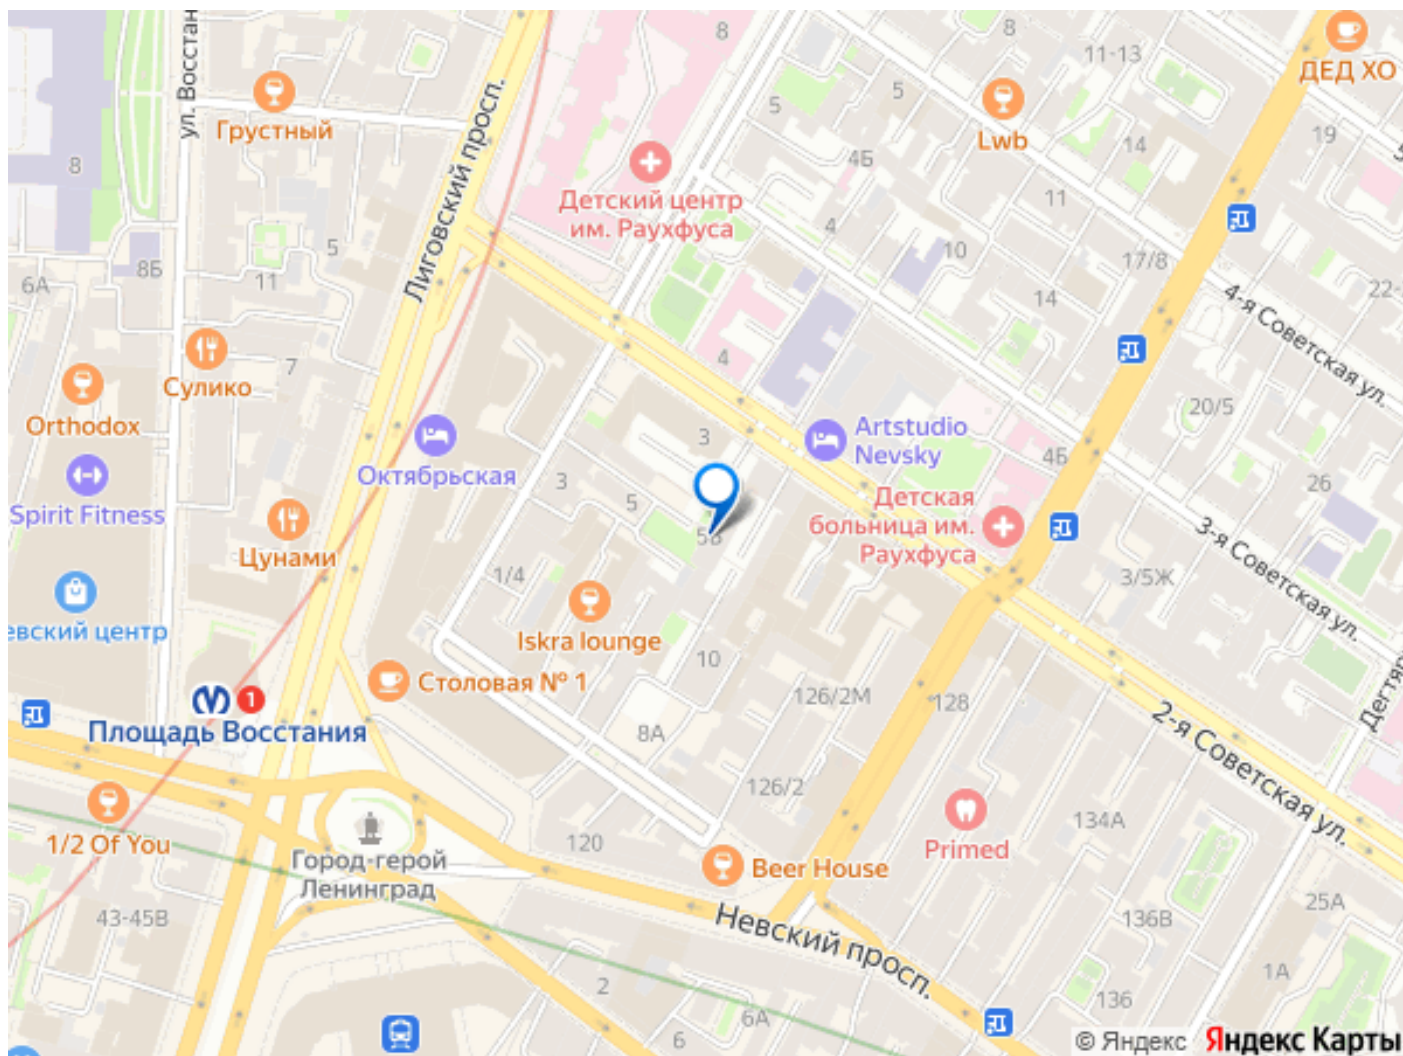 8
8
11-13
ДЕД ХО
ул. Восстан
Грустный
5
5
Lwb
14
19
Лиговский просп.
8
Детский центр
им. Раухфуса
4Б
11
4
10
17/8
5
8Б
11
6А
14
22-
4-я Советская ул.
Сулико
7
4
Orthodox
Октябрьская
3
Artstudio
Nevsky
20/5
4Б
Spirit Fitness
3
5
Детская
больница им.
Раухфуса
26
3-я Советская ул.
Цунами
5В
1/4
3/5Ж
евский центр
Iskra lounge
10
Столовая № 1
126/2М
128
Дегтяр
1
Площадь Восстания
8А
2-я Советская ул.
126/2
1/2 Of You
Город-герой
Ленинград
120
Beer House
Primed
134А
43-45В
Невский просп.
136В
25А
2
6А
6
136
1А
© Яндекс Яндекс Карты